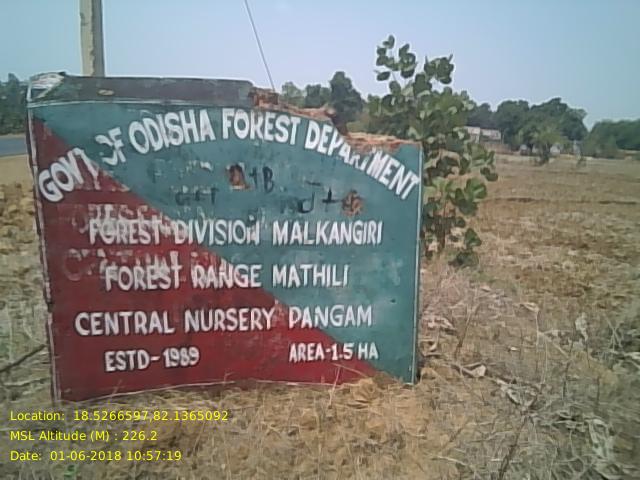 GOVT OF ODISHA FOREST DEPARTMENT
FOREST DIVISION MALKANGIRI
FOREST RANGE MATHILI
CENTRAL NURSERY PANGAM
ESTD-1989 AREA-1.5 HA
Location: 18.5266597,82.1365092
MSL Altitude (M) : 226.2
Date: 01-06-2018 10:57:19